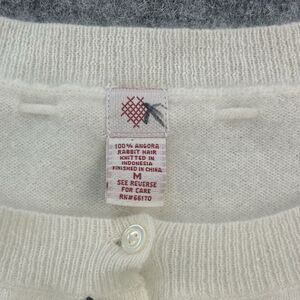 100% ANGORA
RABBIT HAIR
KNITTED IN
INDONESIA
FINISHED IN CHINA
M
SEE REVERSE
FOR CARE
RN#66170